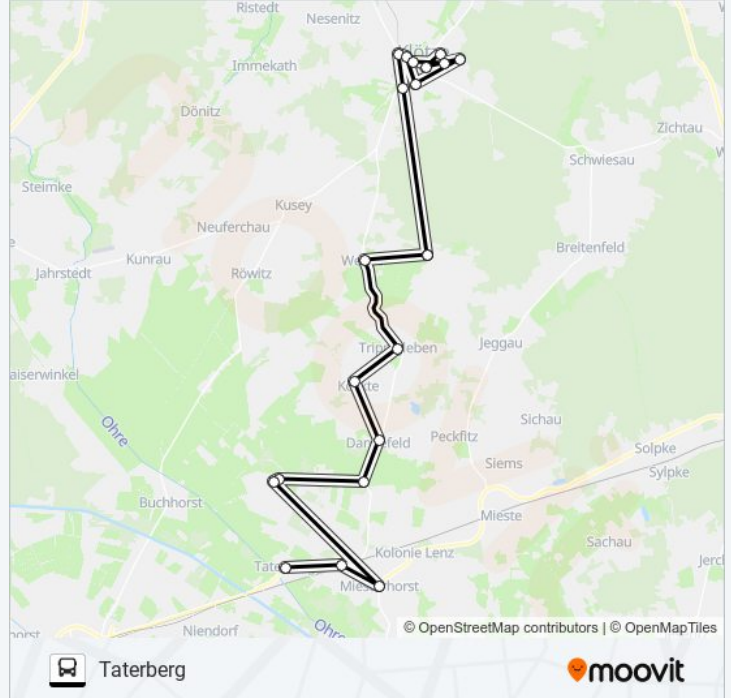 Ristedt
Nesenitz
Immekath
Dönitz
Zichtau
Schwiesau
Steimke
Kusey
Neuferchau
Breitenfeld
Kunrau
Jahrstedt
Röwitz
Jeggau
aiserwinkel
Sichau
Ohre
Peckfitz
Solpke
Siems
Sylpke
Buchhorst
Mieste
Sachau
Kolonie Lenz
Jercl
Niendorf
Ohre
© OpenStreetMap contributors | © OpenMapTiles
Taterberg
moovit